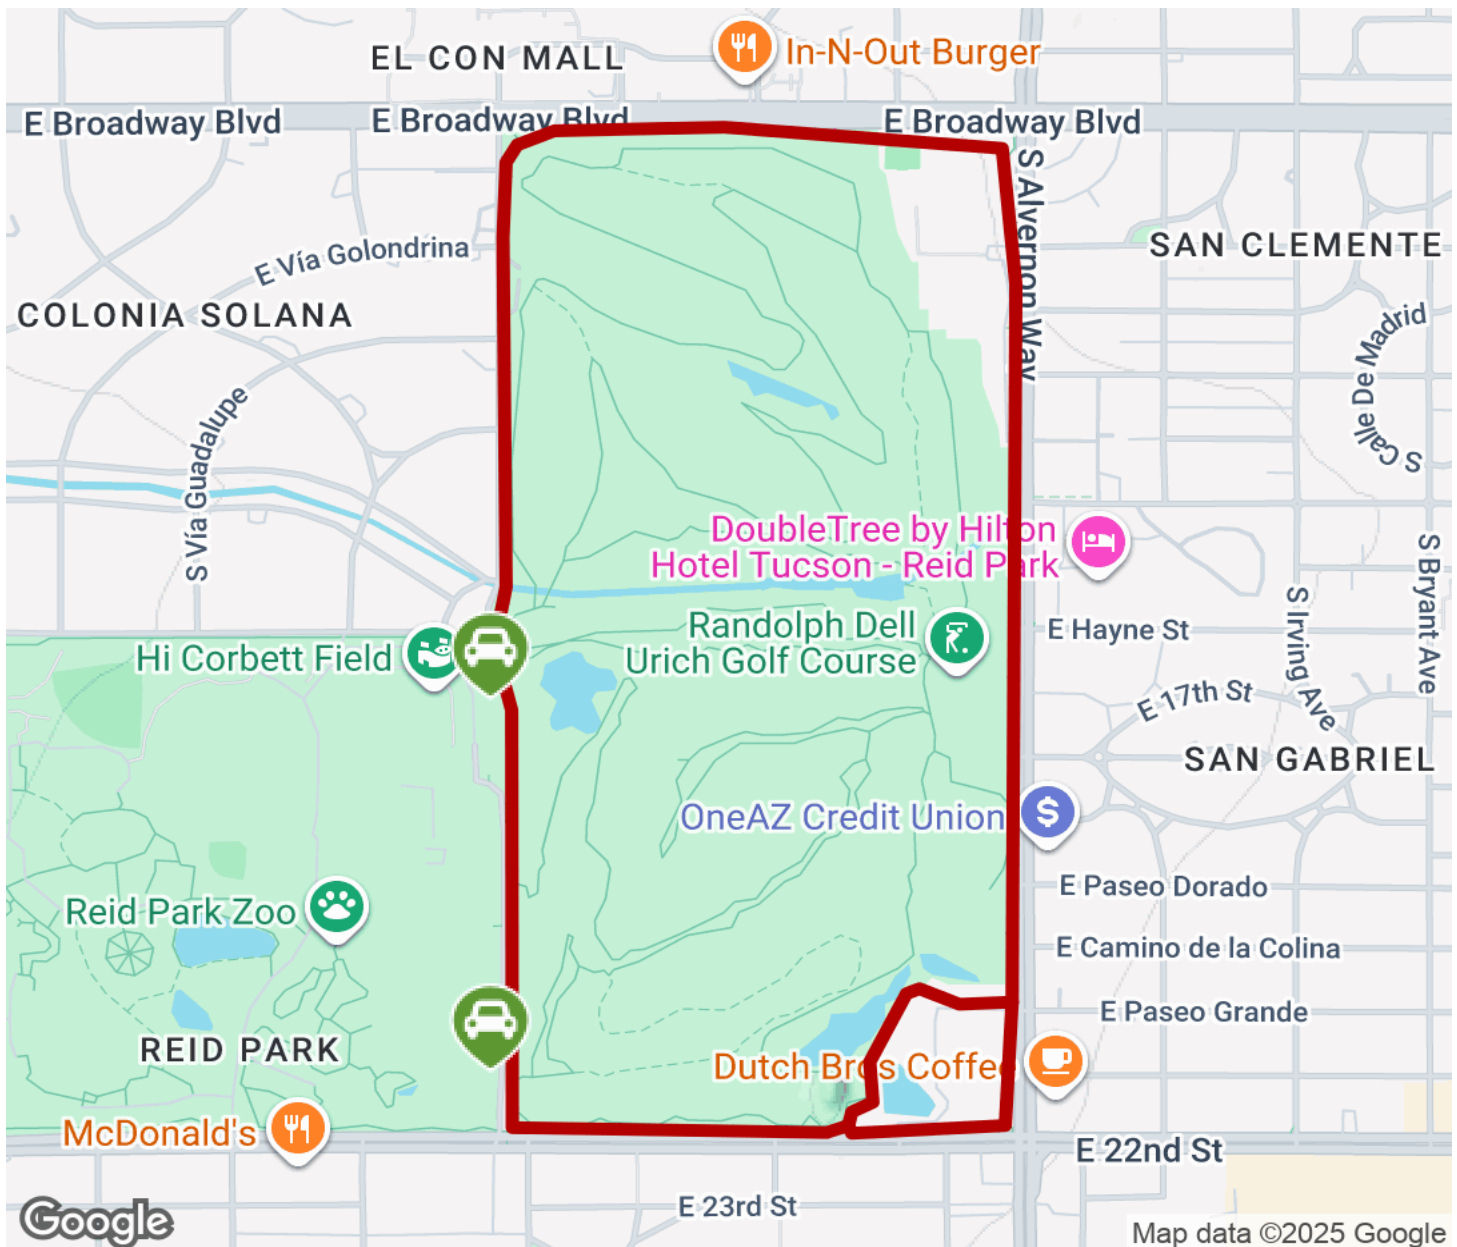 EL CON MALL
In-N-Out Burger
E Broadway Blvd
E Broadway Blvd
E Broadway Blvd
S Alvernon Way
E Vía Golondrina
SAN CLEMENTE
COLONIA SOLANA
S Calle De Madrid
S Vía Guadalupe
DoubleTree by Hilton
Hotel Tucson - Reid Park
S Bryant Ave
S Irving Ave
Randolph Dell
Urich Golf Course
E Hayne St
Hi Corbett Field
E 17th St
SAN GABRIEL
OneAZ Credit Union
E Paseo Dorado
Reid Park Zoo
E Camino de la Colina
E Paseo Grande
REID PARK
Dutch Bros Coffee
McDonald's
E 22nd St
E 23rd St
Google
Map data ©2025 Google